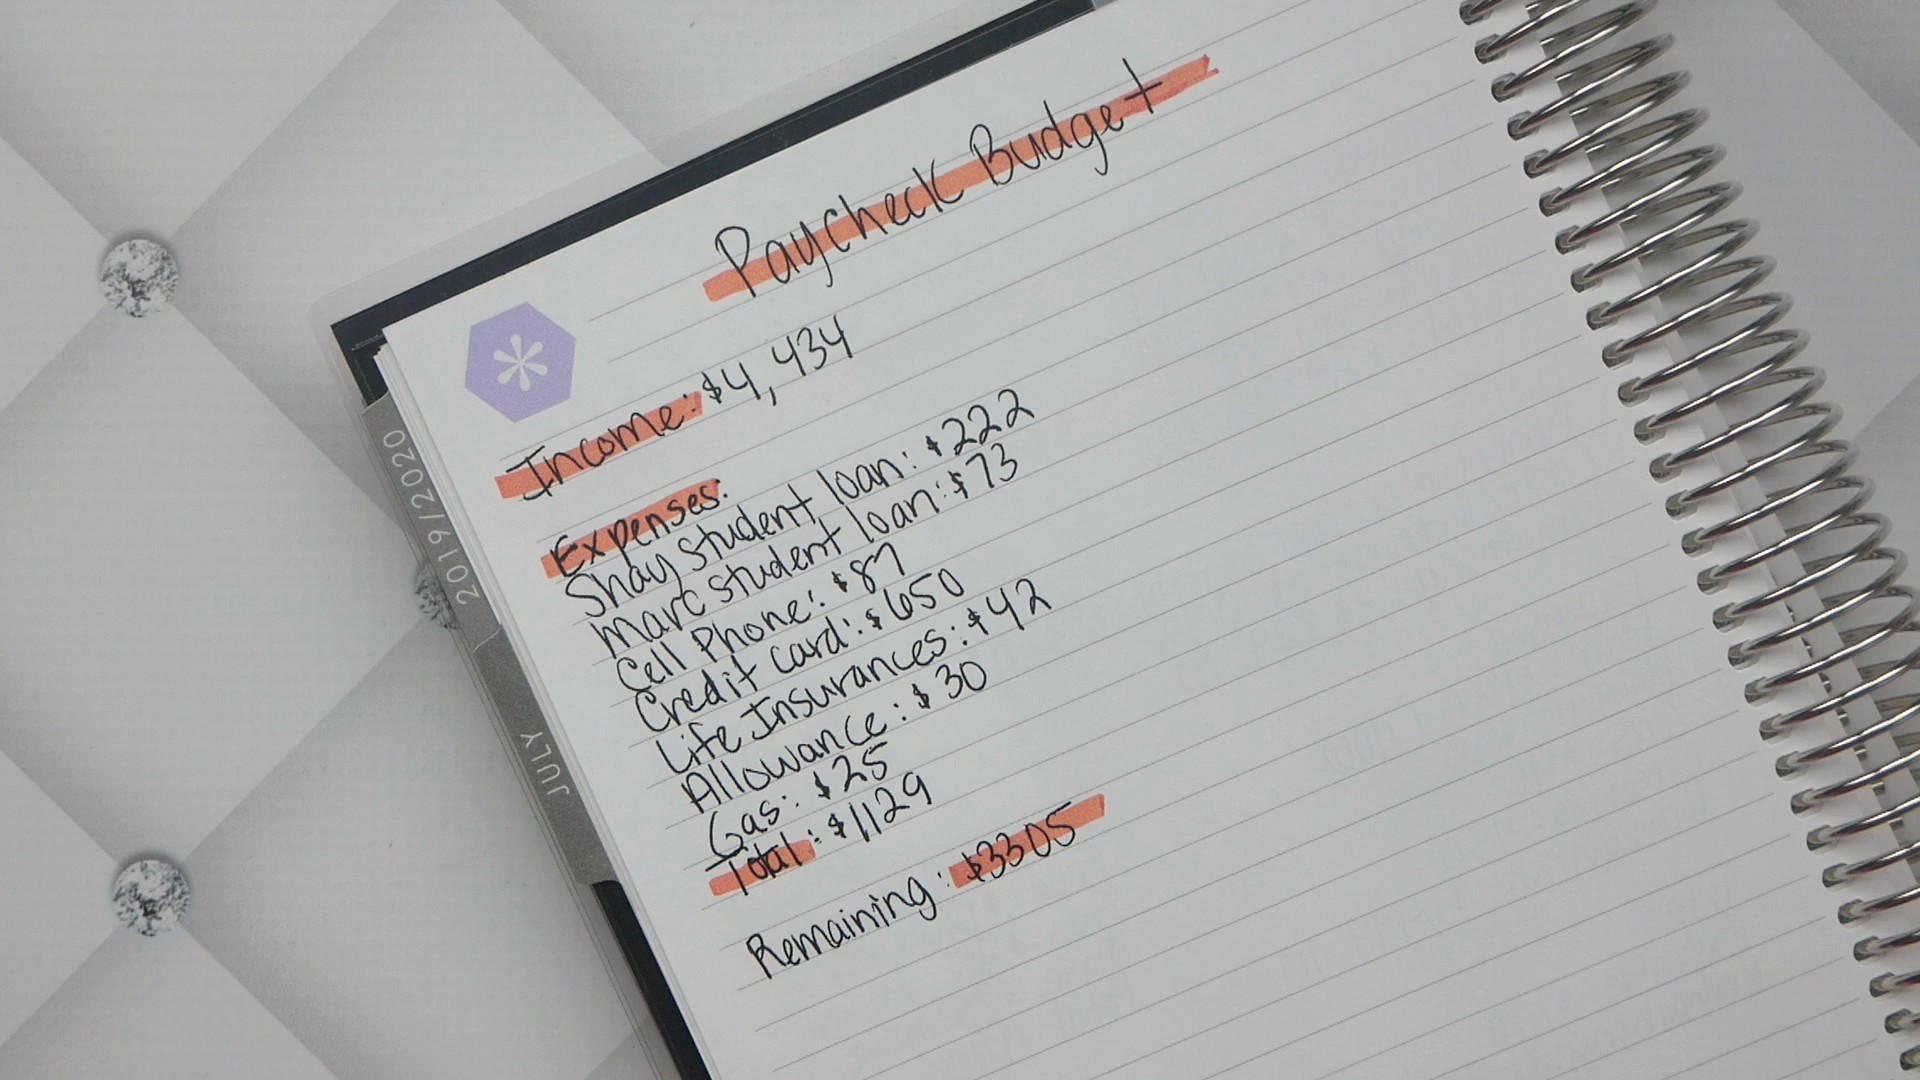 Paycheck Budget
Income: $4,434
Expenses:
Shay Student loan: $222
Marc Student loan: $73
Cell Phone: $87
Credit card: $650
Life Insurances: $42
Allowance: $30
Gas: $25
Total: $1129
Remaining: $3305
2019/2020
JULY